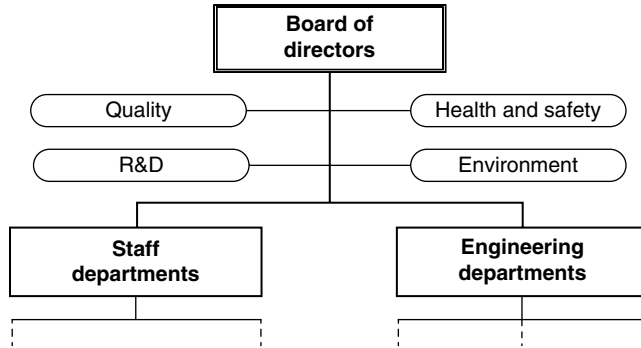 Board of
directors
Quality
Health and safety
R&D
Environment
Staff
departments
Engineering
departments